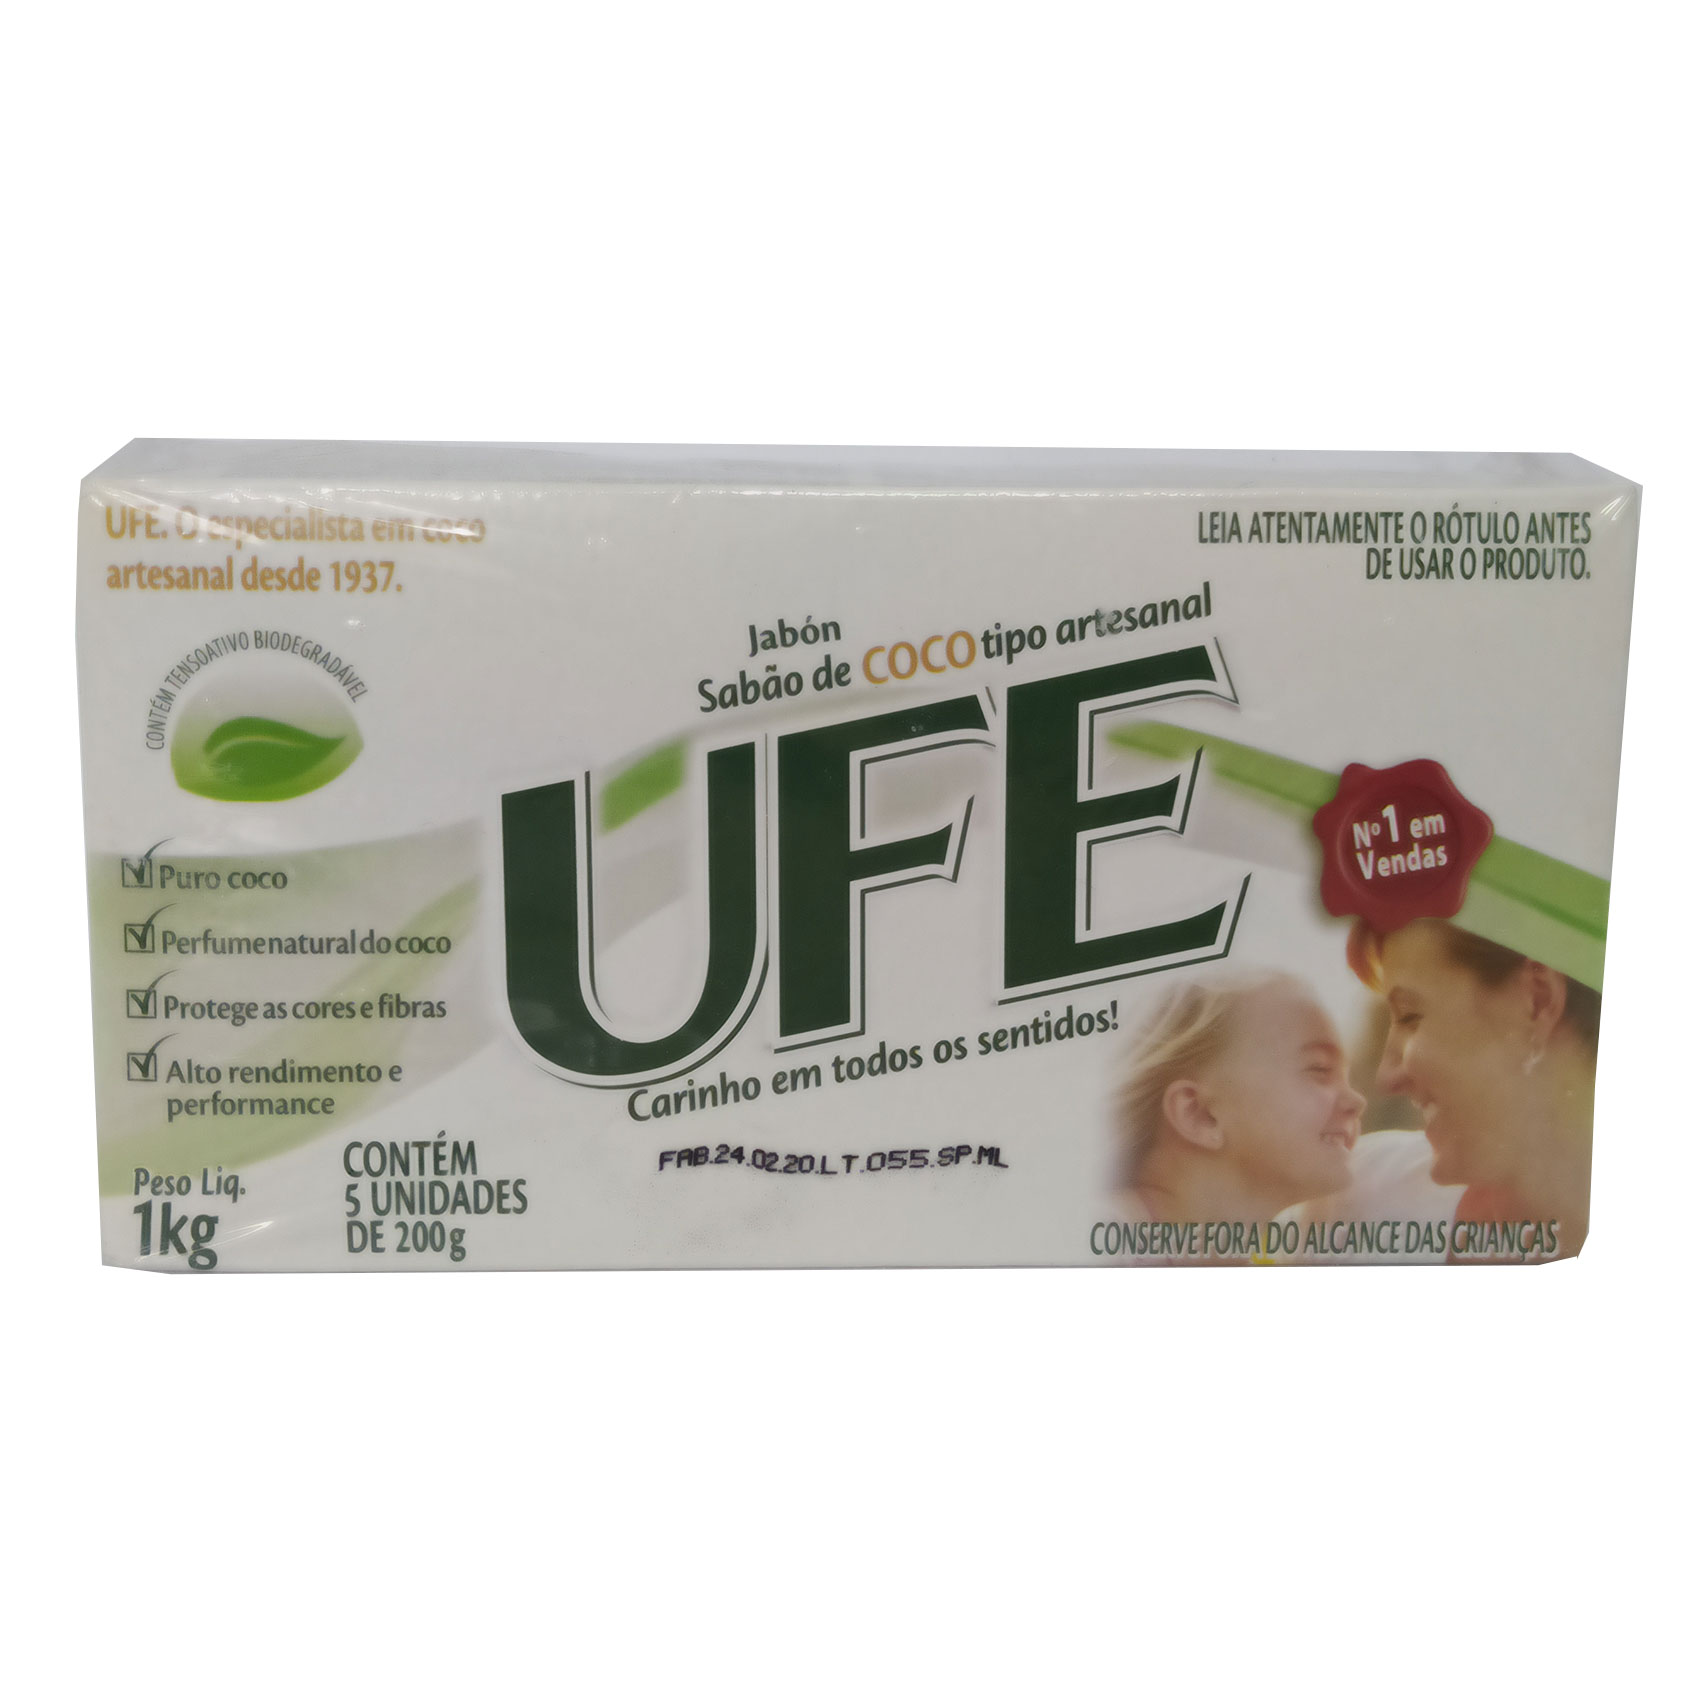 UFE. O especialista em coco
artesanal desde 1937.
LEIA ATENTAMENTE O RÓTULO ANTES
DE USAR O PRODUTO.
CONTÉM TENSOATIVO BIODEGRADÁVEL
Jabón
Sabão de COCO tipo artesanal
UFE
Carinho em todos os sentidos!
Nº 1 em
Vendas
Puro coco
Perfume natural do coco
Protege as cores e fibras
Alto rendimento e
performance
Peso Liq.
1kg
CONTÉM
5 UNIDADES
DE 200g
FAB.24.02.20.LT.055.SP.ML
CONSERVE FORA DO ALCANCE DAS CRIANÇAS